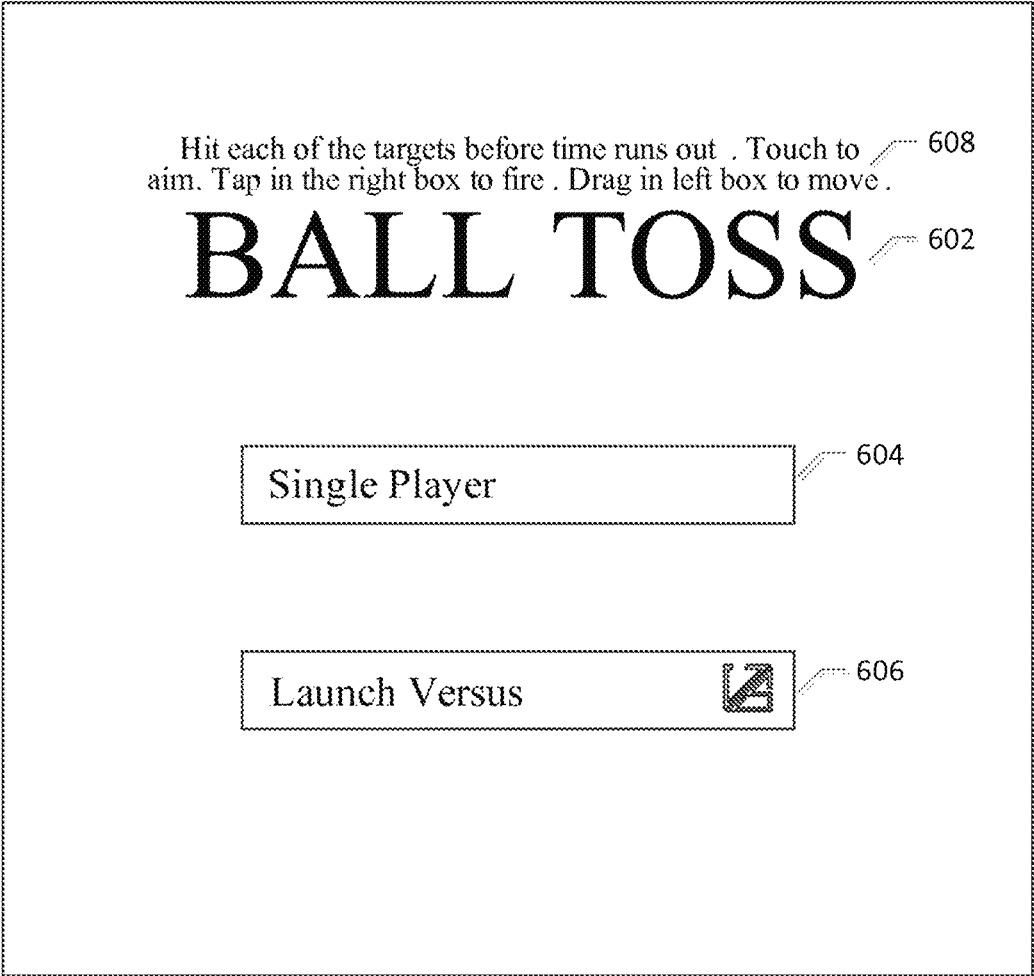 Hit each of the targets before time runs out . Touch to
608
aim. Tap in the right box to fire . Drag in left box to move .
BALL TOSS
602
Single Player
604
Launch Versus
606